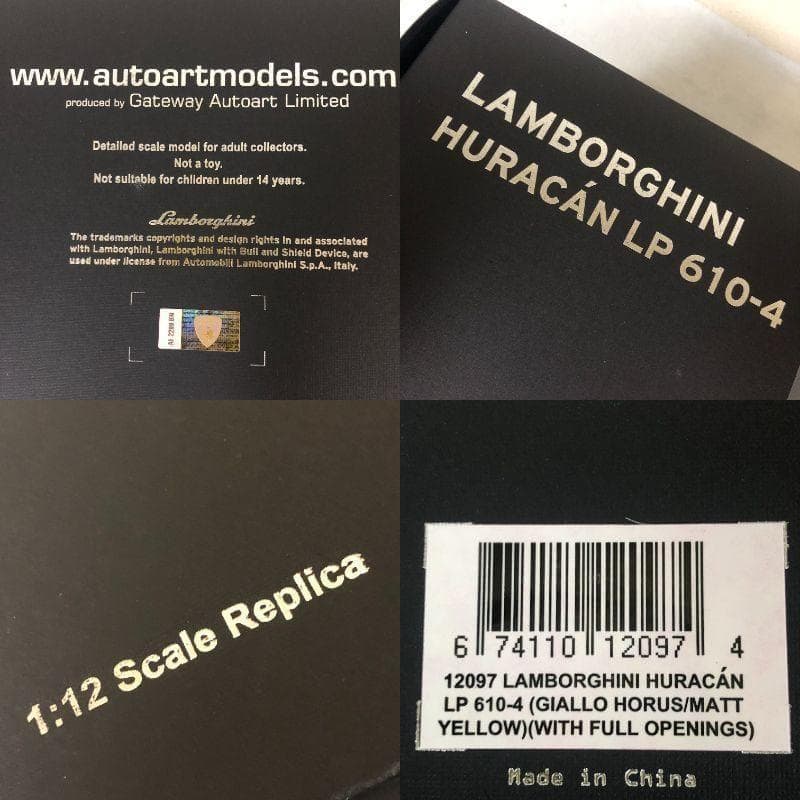 www.autoartmodels.com
produced by Gateway Autoart Limited
Detailed scale model for adult collectors.
Not a toy.
Not suitable for children under 14 years.
Lamborghini
The trademarks copyrights and design rights in and associated
with Lamborghini, Lamborghini with Bull and Shield Device, are
used under license from Automobili Lamborghini S.p.A., Italy.
LAMBORGHINI
HURACÁN LP 610-4
1:12 Scale Replica
6 74110 12097 4
12097 LAMBORGHINI HURACÁN
LP 610-4 (GIALLO HORUS/MATT
YELLOW)(WITH FULL OPENINGS)
Made in China